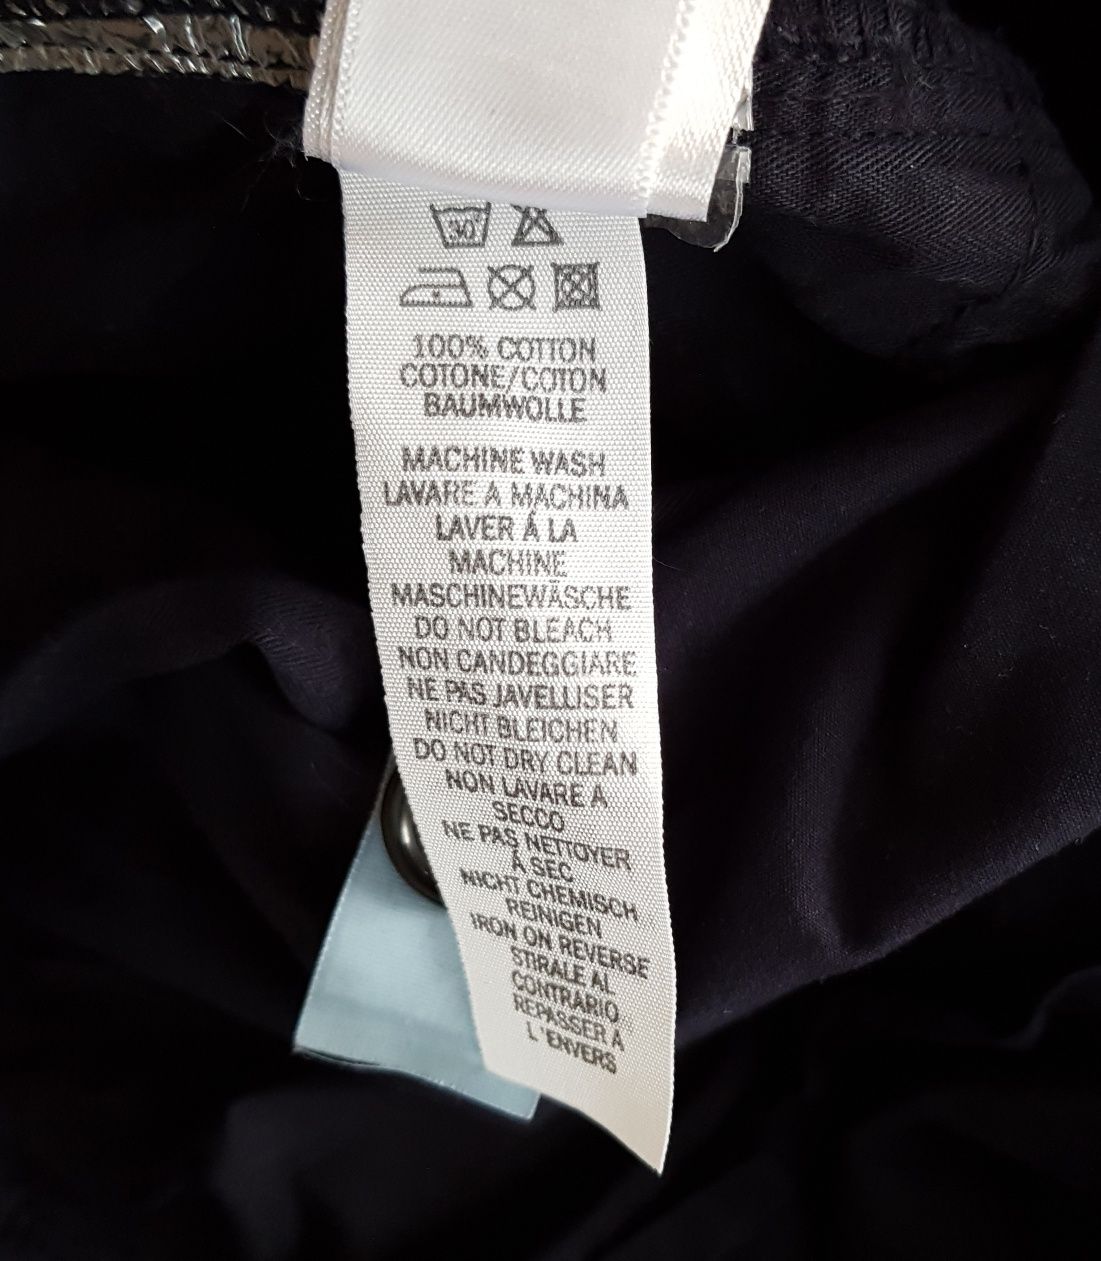 30°
100% COTTON
COTONE/COTON
BAUMWOLLE
MACHINE WASH
LAVARE A MACHINA
LAVER Á LA
MACHINE
MASCHINEWÄSCHE
DO NOT BLEACH
NON CANDEGGIARE
NE PAS JAVELLISER
NICHT BLEICHEN
DO NOT DRY CLEAN
NON LAVARE A
SECCO
NE PAS NETTOYER
Á SEC
NICHT CHEMISCH
REINIGEN
IRON ON REVERSE
STIRALE AL
CONTRARIO
REPASSER A
L'ENVERS